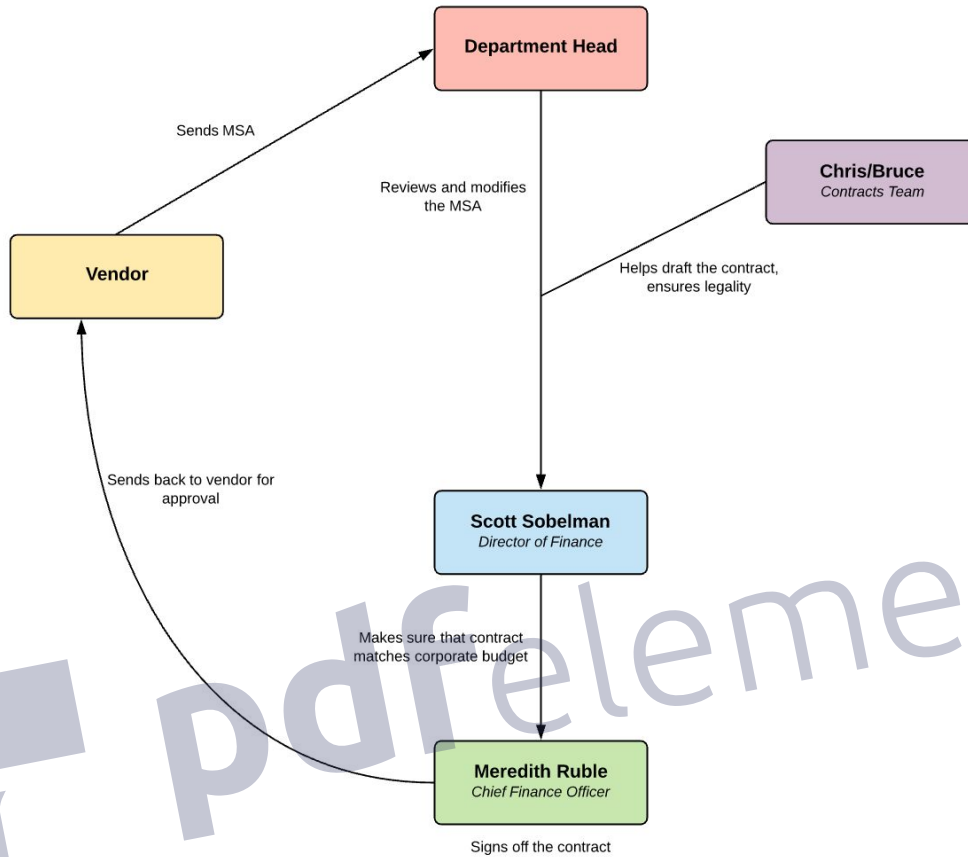 Department Head
Sends MSA
Chris/Bruce
Contracts Team
Reviews and modifies
the MSA
Vendor
Helps draft the contract,
ensures legality
Sends back to vendor for
approval
Scott Sobelman
Director of Finance
Makes sure that contract
matches corporate budget
pdfeleme
Meredith Ruble
Chief Finance Officer
Signs off the contract